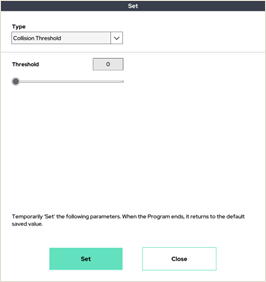 Set
Type
Collision Threshold
Threshold
0
Temporarily 'Set' the following parameters. When the Program ends, it returns to the default
saved value.
Set
Close